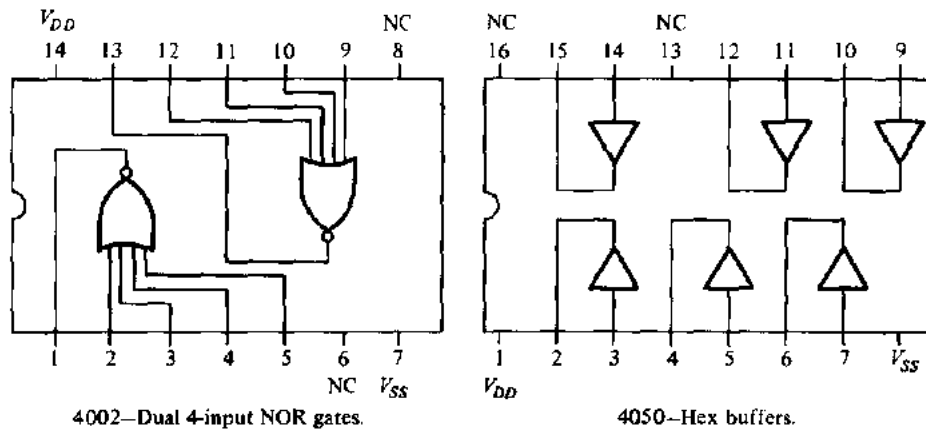 V_DD NC NC NC
14 13 12 11 10 9 8 16 15 14 13 12 11 10 9
1 2 3 4 5 6 7 1 2 3 4 5 6 7 V_SS
NC V_SS V_DD
4002–Dual 4-input NOR gates. 4050–Hex buffers.